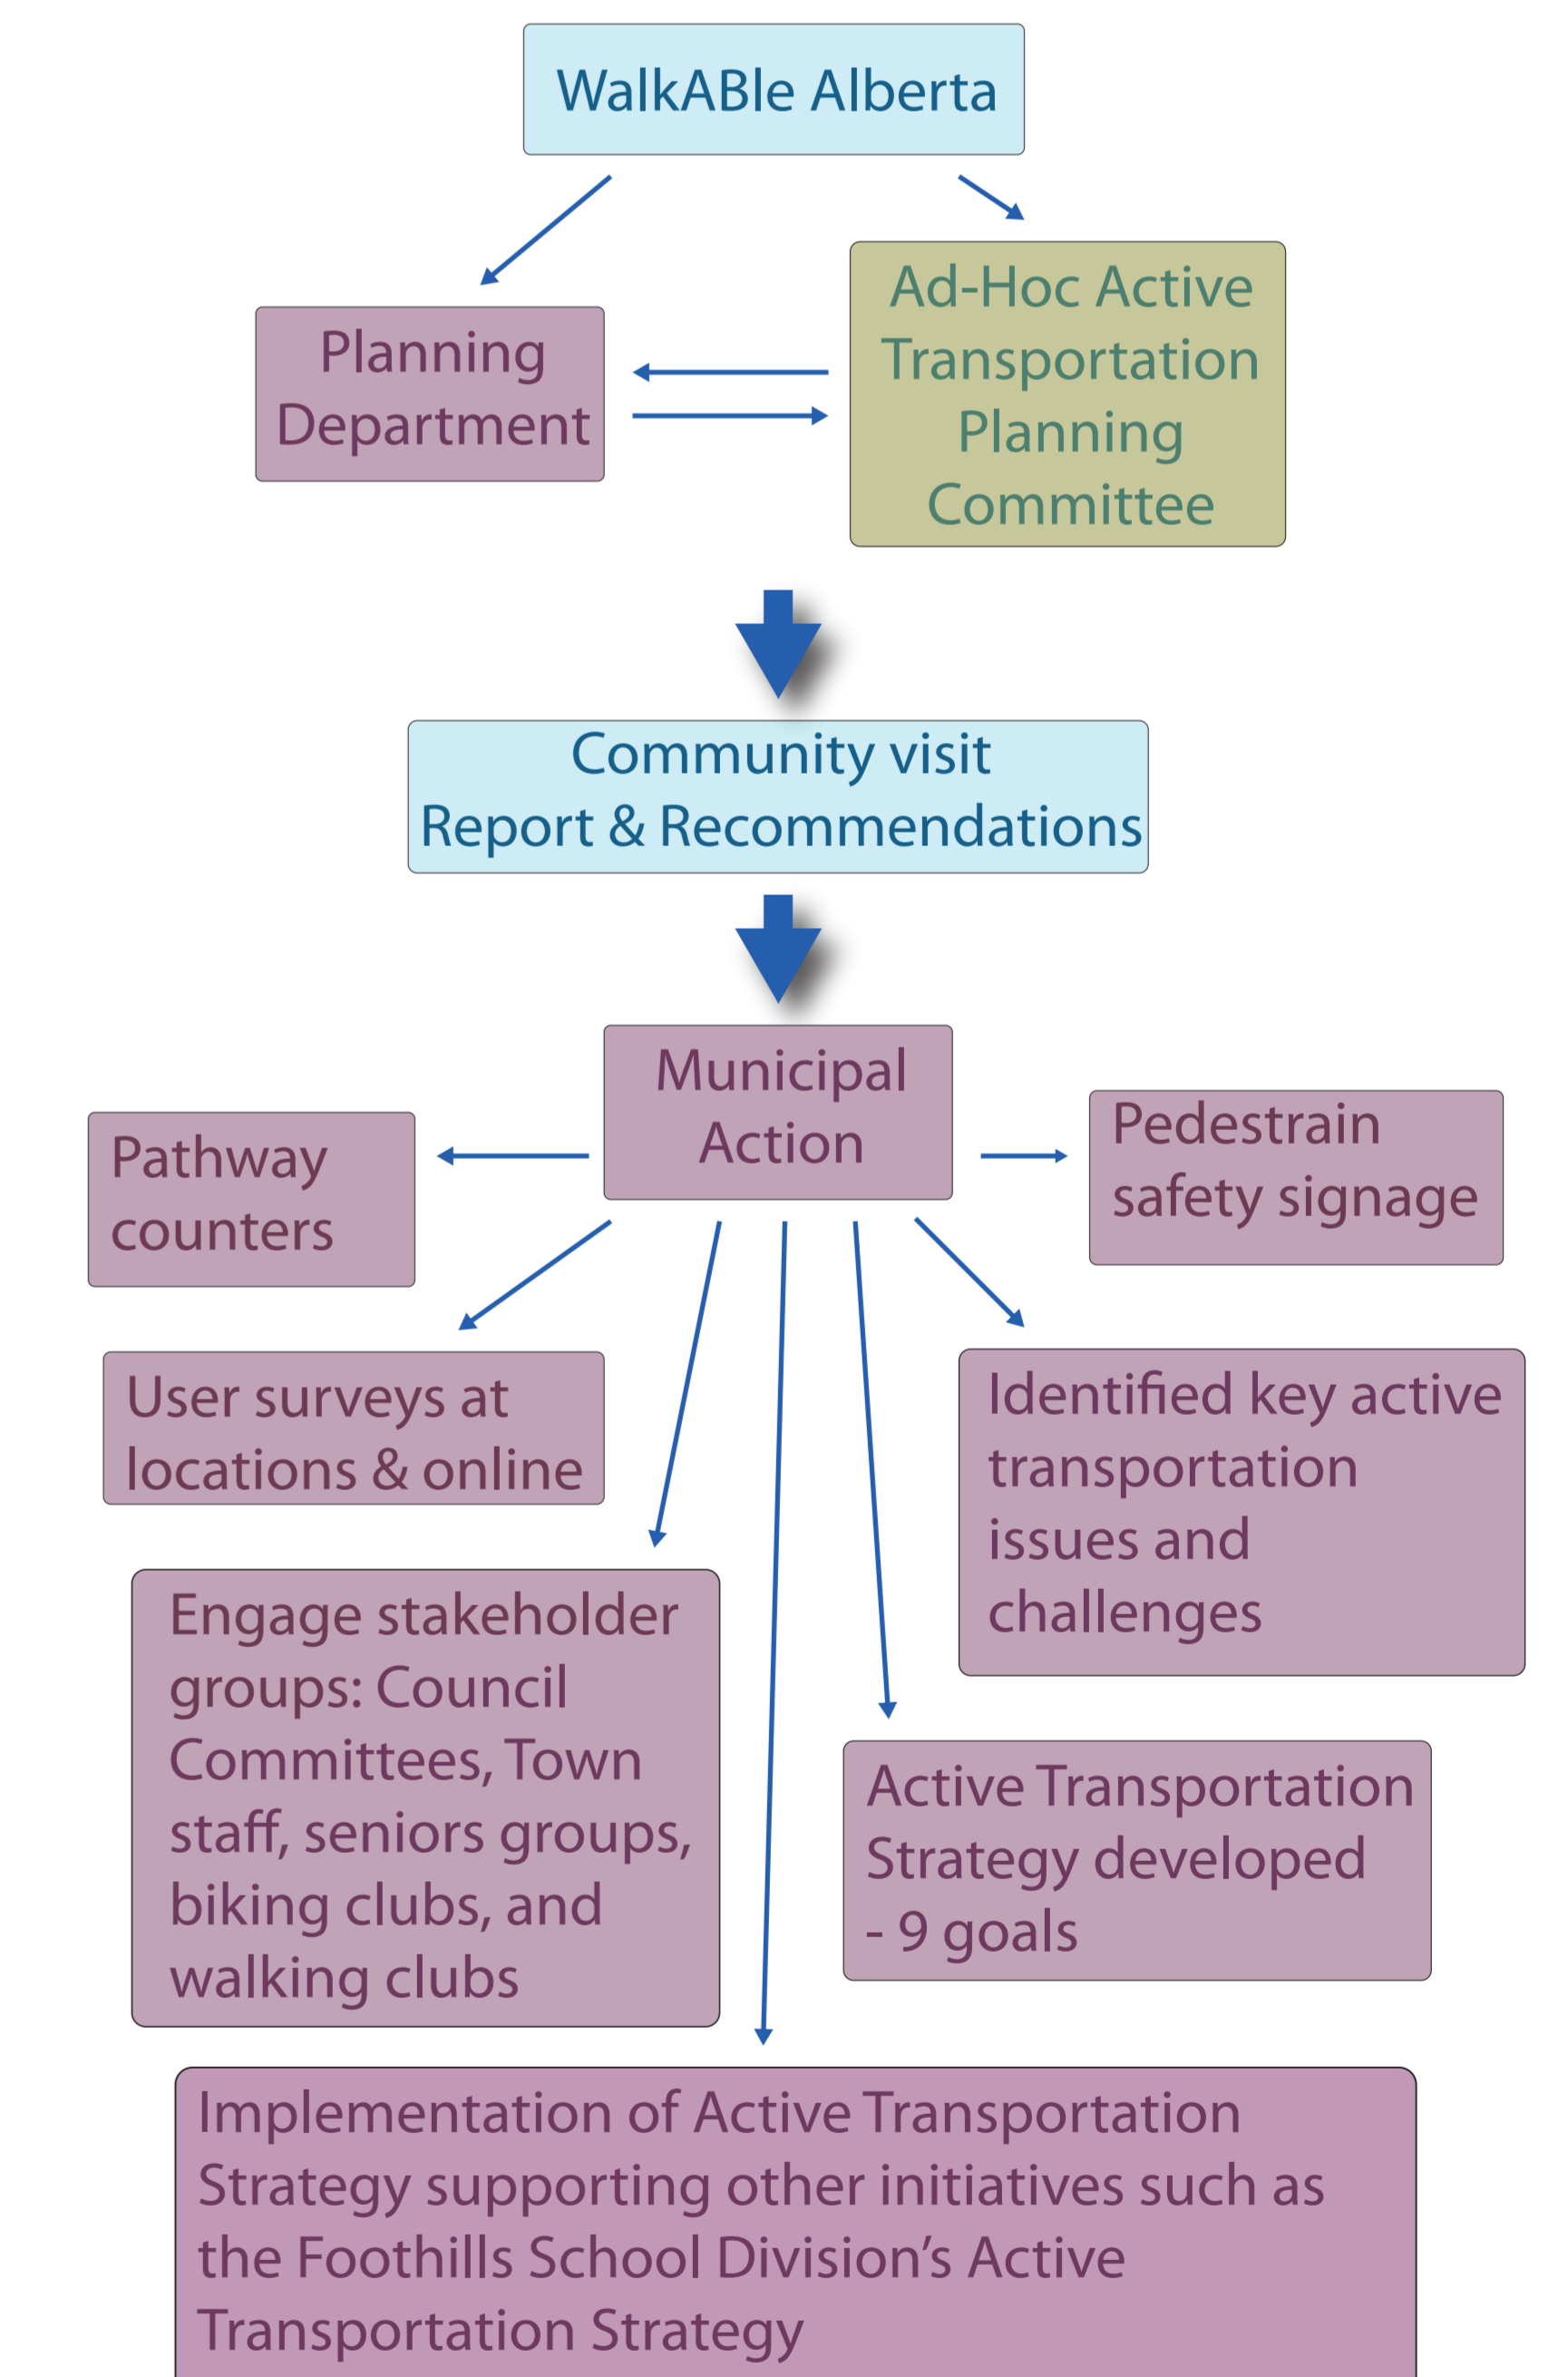 WalkABle Alberta
Planning
Department
Ad-Hoc Active
Transportation
Planning
Committee
Community visit
Report & Recommendations
Municipal
Action
Pathway
counters
Pedestrain
safety signage
User surveys at
locations & online
Identified key active
transportation
issues and
challenges
Engage stakeholder
groups: Council
Committees, Town
staff, seniors groups,
biking clubs, and
walking clubs
Active Transportation
Strategy developed
- 9 goals
Implementation of Active Transportation
Strategy supporting other initiatives such as
the Foothills School Division’s Active
Transportation Strategy